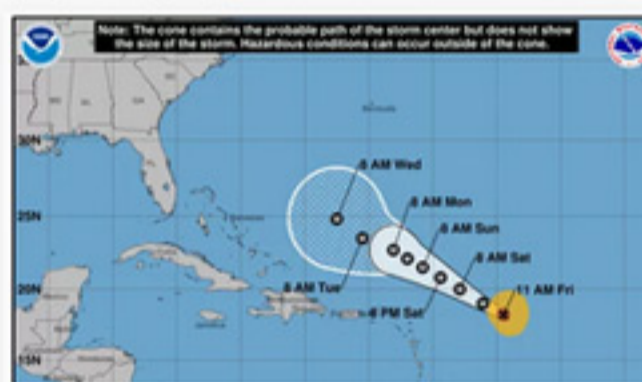 Note: The cone contains the probable path of the storm center but does not show
the size of the storm. Hazardous conditions can occur outside of the cone.
Bermuda
30N
8 AM Wed
8 AM Mon
25N
8 AM Sun
8 AM Sat
20N
8 AM Tue
8 PM Sat
11 AM Fri
15N